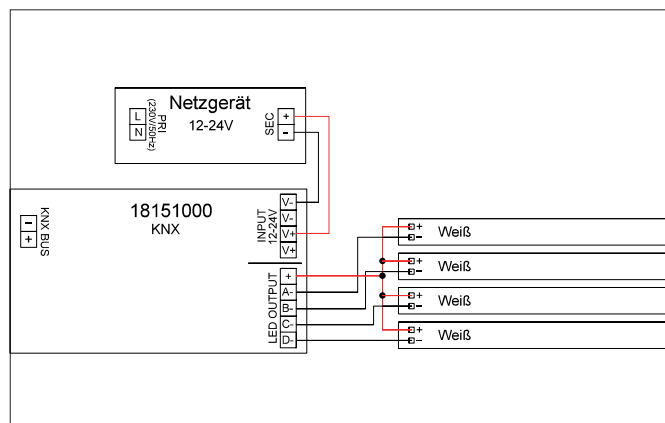 Netzgerät
12-24V
L
N
PRI
(230V/50Hz)
SEC
+
-
KNX BUS
-
+
18151000
KNX
INPUT
12-24V
V-
V-
V+
V+
LED OUTPUT
+
A-
B-
C-
D-
+
-
Weiß
+
-
Weiß
+
-
Weiß
+
-
Weiß